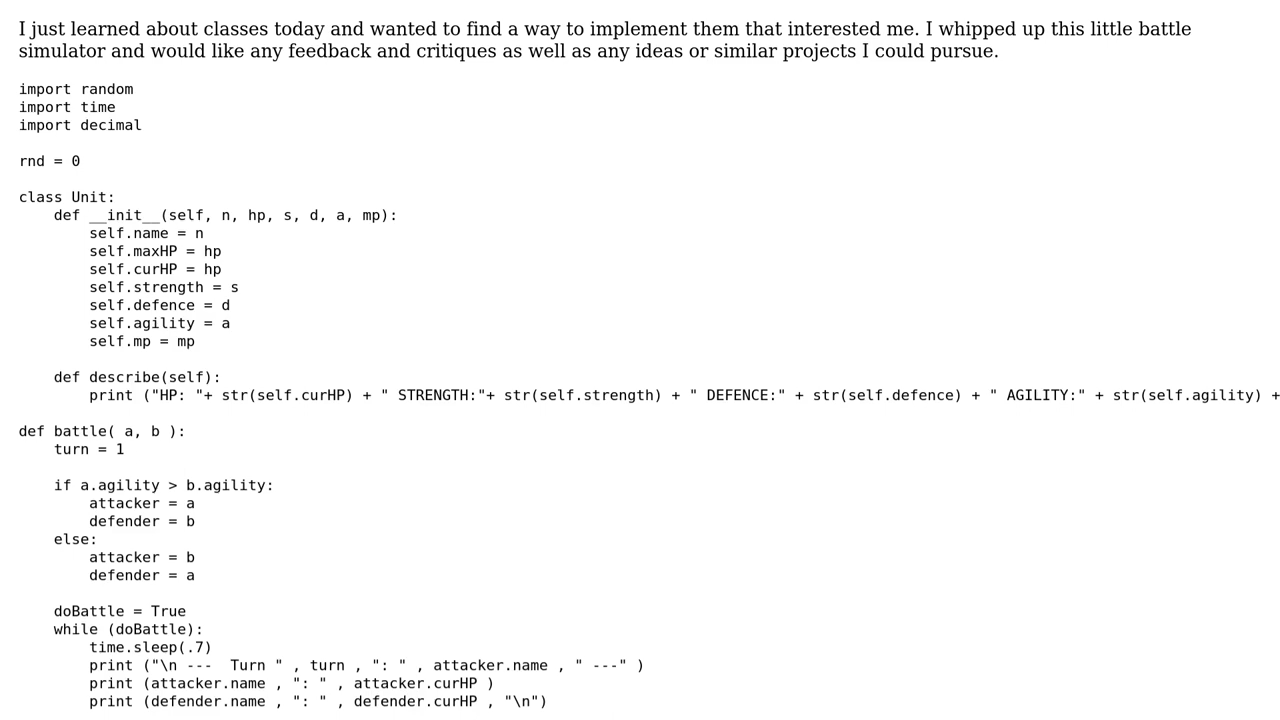 I just learned about classes today and wanted to find a way to implement them that interested me. I whipped up this little battle
simulator and would like any feedback and critiques as well as any ideas or similar projects I could pursue.
import random
import time
import decimal
rnd = 0
class Unit:
    def __init__(self, n, hp, s, d, a, mp):
        self.name = n
        self.maxHP = hp
        self.curHP = hp
        self.strength = s
        self.defence = d
        self.agility = a
        self.mp = mp
    def describe(self):
        print ("HP: "+ str(self.curHP) + " STRENGTH:"+ str(self.strength) + " DEFENCE:" + str(self.defence) + " AGILITY:" + str(self.agility) +
def battle( a, b ):
    turn = 1
    if a.agility > b.agility:
        attacker = a
        defender = b
    else:
        attacker = b
        defender = a
    doBattle = True
    while (doBattle):
        time.sleep(.7)
        print ("\n ---  Turn " , turn , ": " , attacker.name , " ---" )
        print (attacker.name , ": " , attacker.curHP )
        print (defender.name , ": " , defender.curHP , "\n")